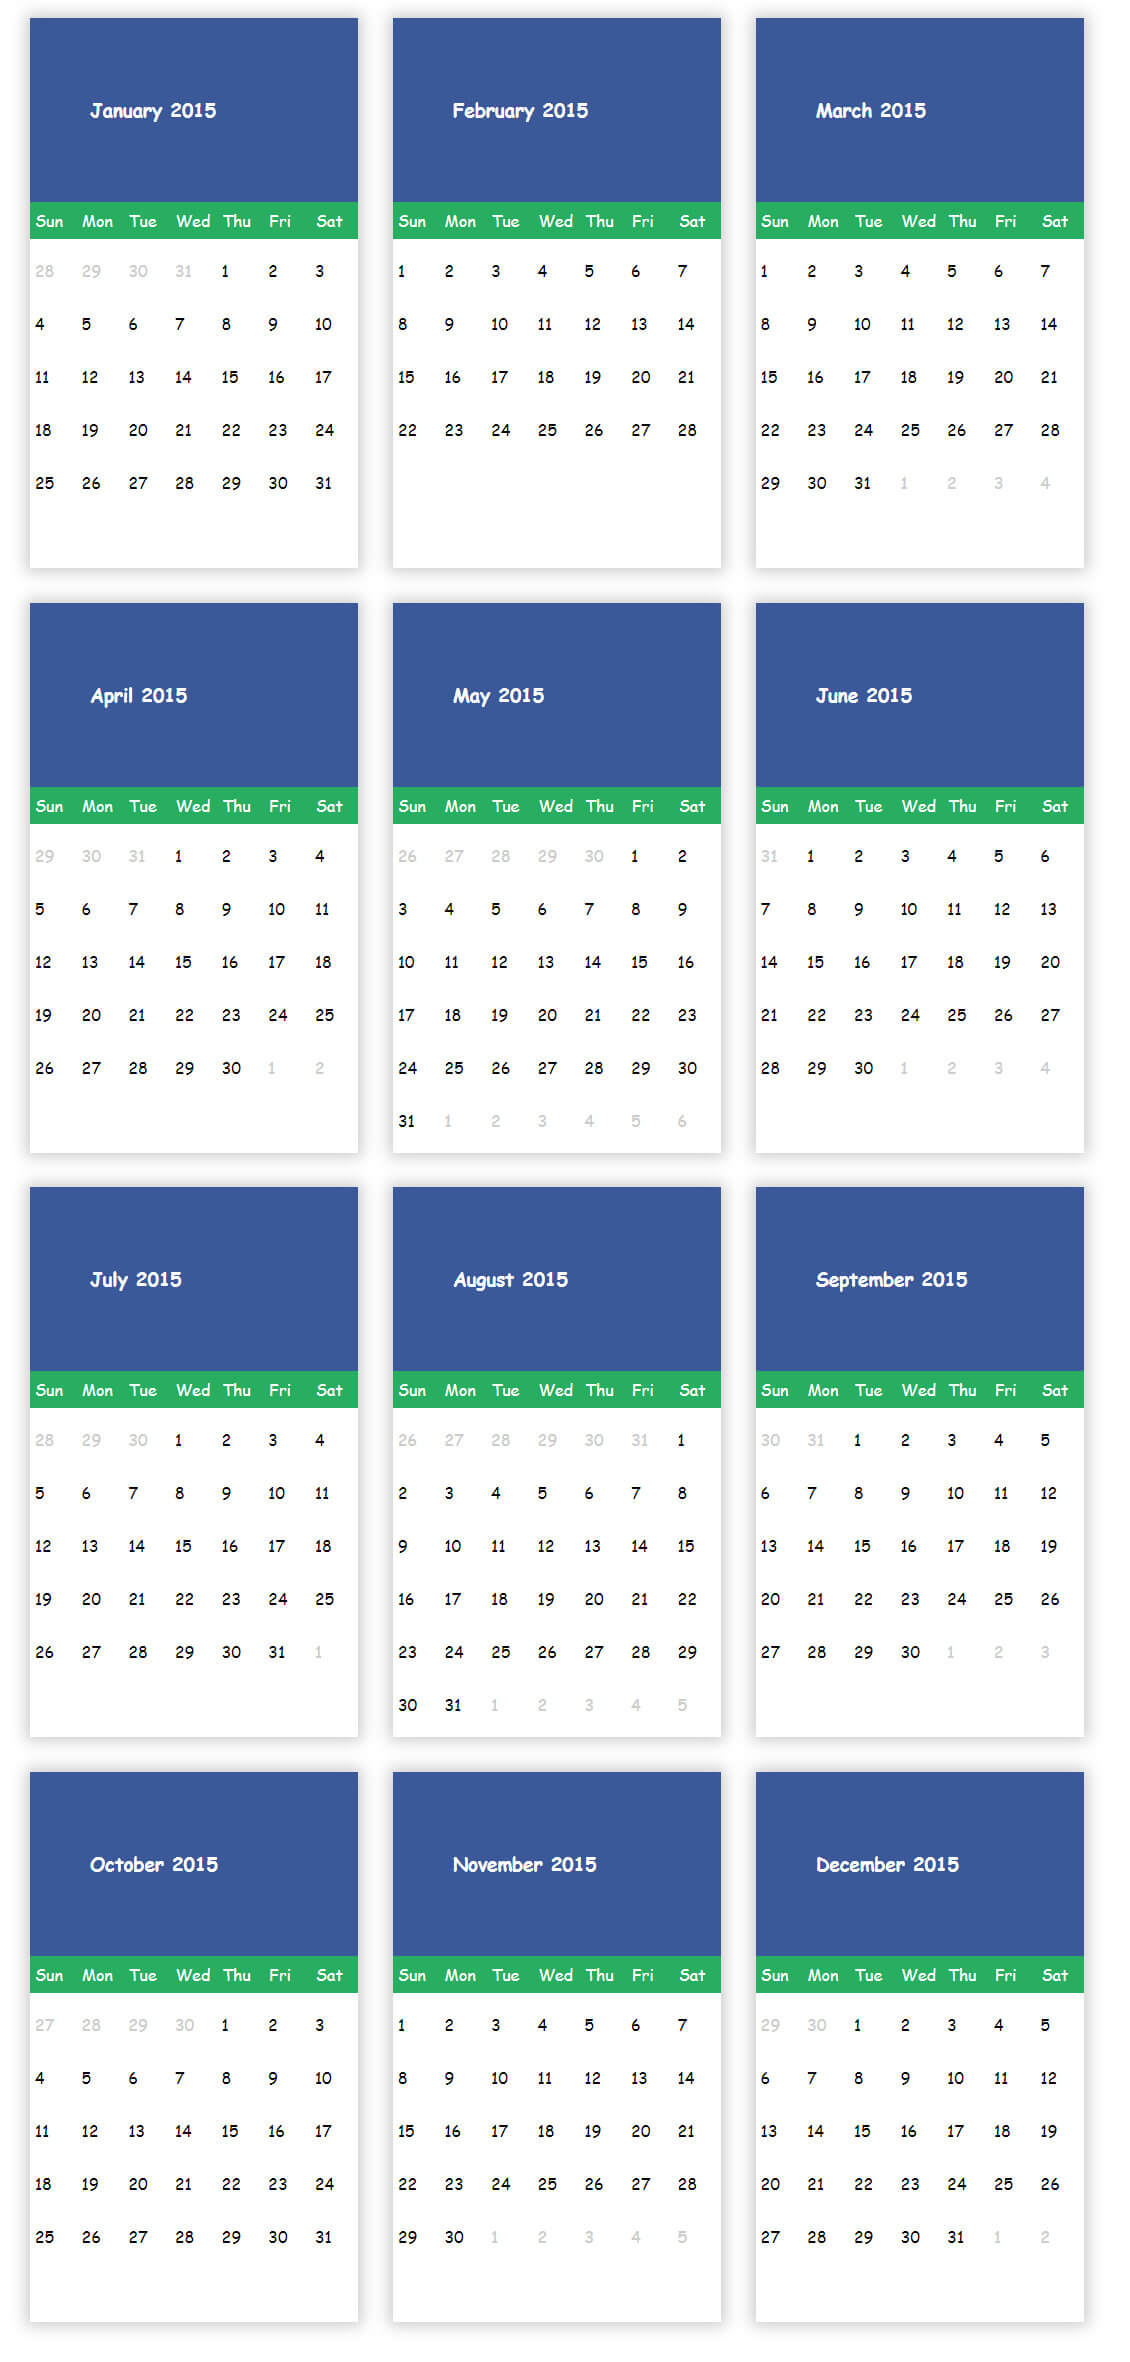 January 2015
Sun Mon Tue Wed Thu Fri Sat
28 29 30 31 1 2 3
4 5 6 7 8 9 10
11 12 13 14 15 16 17
18 19 20 21 22 23 24
25 26 27 28 29 30 31
February 2015
Sun Mon Tue Wed Thu Fri Sat
1 2 3 4 5 6 7
8 9 10 11 12 13 14
15 16 17 18 19 20 21
22 23 24 25 26 27 28
March 2015
Sun Mon Tue Wed Thu Fri Sat
1 2 3 4 5 6 7
8 9 10 11 12 13 14
15 16 17 18 19 20 21
22 23 24 25 26 27 28
29 30 31 1 2 3 4
April 2015
Sun Mon Tue Wed Thu Fri Sat
29 30 31 1 2 3 4
5 6 7 8 9 10 11
12 13 14 15 16 17 18
19 20 21 22 23 24 25
26 27 28 29 30 1 2
May 2015
Sun Mon Tue Wed Thu Fri Sat
26 27 28 29 30 1 2
3 4 5 6 7 8 9
10 11 12 13 14 15 16
17 18 19 20 21 22 23
24 25 26 27 28 29 30
31 1 2 3 4 5 6
June 2015
Sun Mon Tue Wed Thu Fri Sat
31 1 2 3 4 5 6
7 8 9 10 11 12 13
14 15 16 17 18 19 20
21 22 23 24 25 26 27
28 29 30 1 2 3 4
July 2015
Sun Mon Tue Wed Thu Fri Sat
28 29 30 1 2 3 4
5 6 7 8 9 10 11
12 13 14 15 16 17 18
19 20 21 22 23 24 25
26 27 28 29 30 31 1
August 2015
Sun Mon Tue Wed Thu Fri Sat
26 27 28 29 30 31 1
2 3 4 5 6 7 8
9 10 11 12 13 14 15
16 17 18 19 20 21 22
23 24 25 26 27 28 29
30 31 1 2 3 4 5
September 2015
Sun Mon Tue Wed Thu Fri Sat
30 31 1 2 3 4 5
6 7 8 9 10 11 12
13 14 15 16 17 18 19
20 21 22 23 24 25 26
27 28 29 30 1 2 3
October 2015
Sun Mon Tue Wed Thu Fri Sat
27 28 29 30 1 2 3
4 5 6 7 8 9 10
11 12 13 14 15 16 17
18 19 20 21 22 23 24
25 26 27 28 29 30 31
November 2015
Sun Mon Tue Wed Thu Fri Sat
1 2 3 4 5 6 7
8 9 10 11 12 13 14
15 16 17 18 19 20 21
22 23 24 25 26 27 28
29 30 1 2 3 4 5
December 2015
Sun Mon Tue Wed Thu Fri Sat
29 30 1 2 3 4 5
6 7 8 9 10 11 12
13 14 15 16 17 18 19
20 21 22 23 24 25 26
27 28 29 30 31 1 2